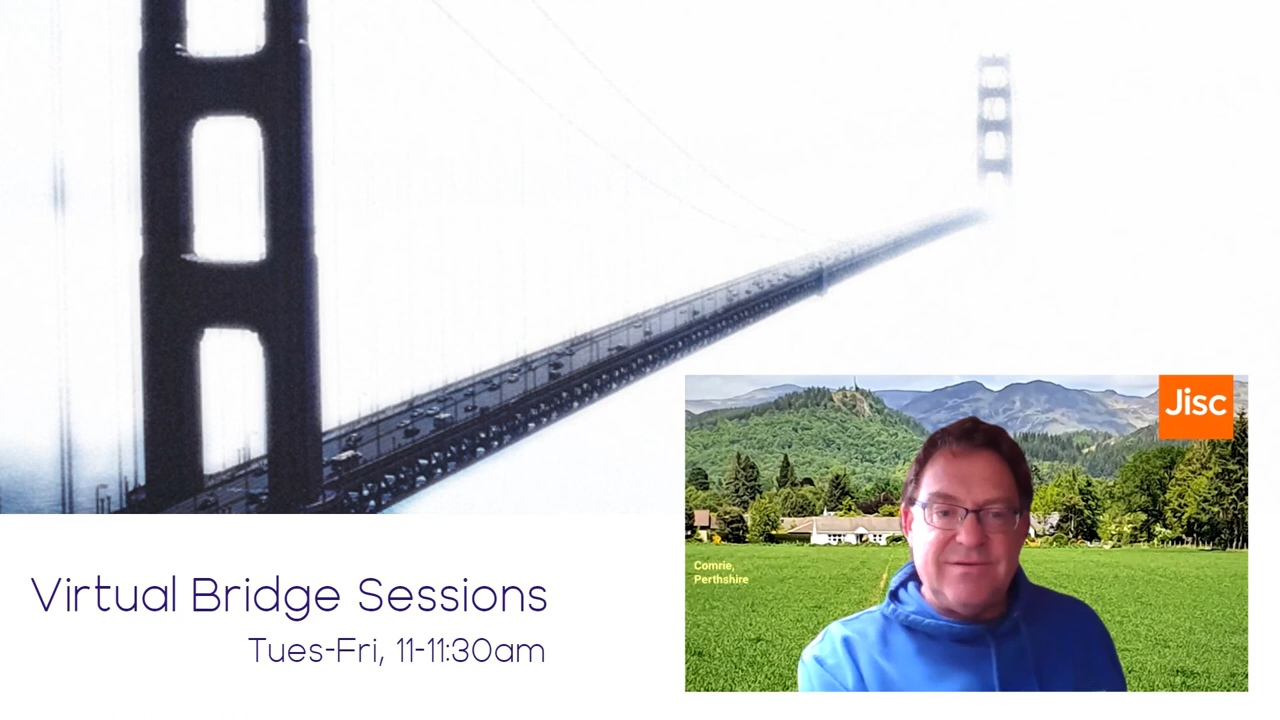 Jisc
Comrie,
Perthshire
Virtual Bridge Sessions
Tues-Fri, 11-11:30am